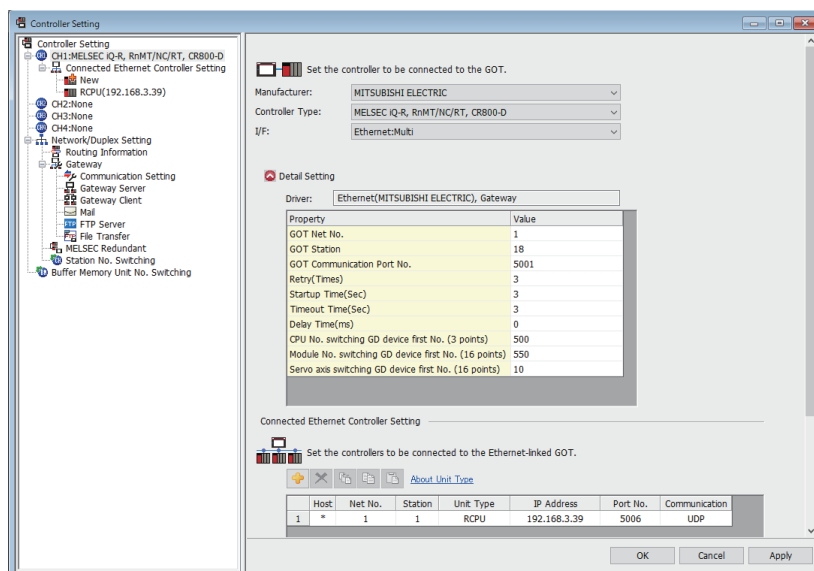 Controller Setting
Controller Setting
CH1:MELSEC iQ-R, RnMT/NC/RT, CR800-D
Connected Ethernet Controller Setting
New
RCPU(192.168.3.39)
CH2:None
CH3:None
CH4:None
Network/Duplex Setting
Routing Information
Gateway
Communication Setting
Gateway Server
Gateway Client
Mail
FTP FTP Server
File Transfer
MELSEC Redundant
Station No. Switching
Buffer Memory Unit No. Switching
Set the controller to be connected to the GOT.
Manufacturer: MITSUBISHI ELECTRIC
Controller Type: MELSEC iQ-R, RnMT/NC/RT, CR800-D
I/F: Ethernet:Multi
Detail Setting
Driver: Ethernet(MITSUBISHI ELECTRIC), Gateway
Property Value
GOT Net No. 1
GOT Station 18
GOT Communication Port No. 5001
Retry(Times) 3
Startup Time(Sec) 3
Timeout Time(Sec) 3
Delay Time(ms) 0
CPU No. switching GD device first No. (3 points) 500
Module No. switching GD device first No. (16 points) 550
Servo axis switching GD device first No. (16 points) 10
Connected Ethernet Controller Setting
Set the controllers to be connected to the Ethernet-linked GOT.
About Unit Type
Host Net No. Station Unit Type IP Address Port No. Communication
1 * 1 1 RCPU 192.168.3.39 5006 UDP
OK Cancel Apply